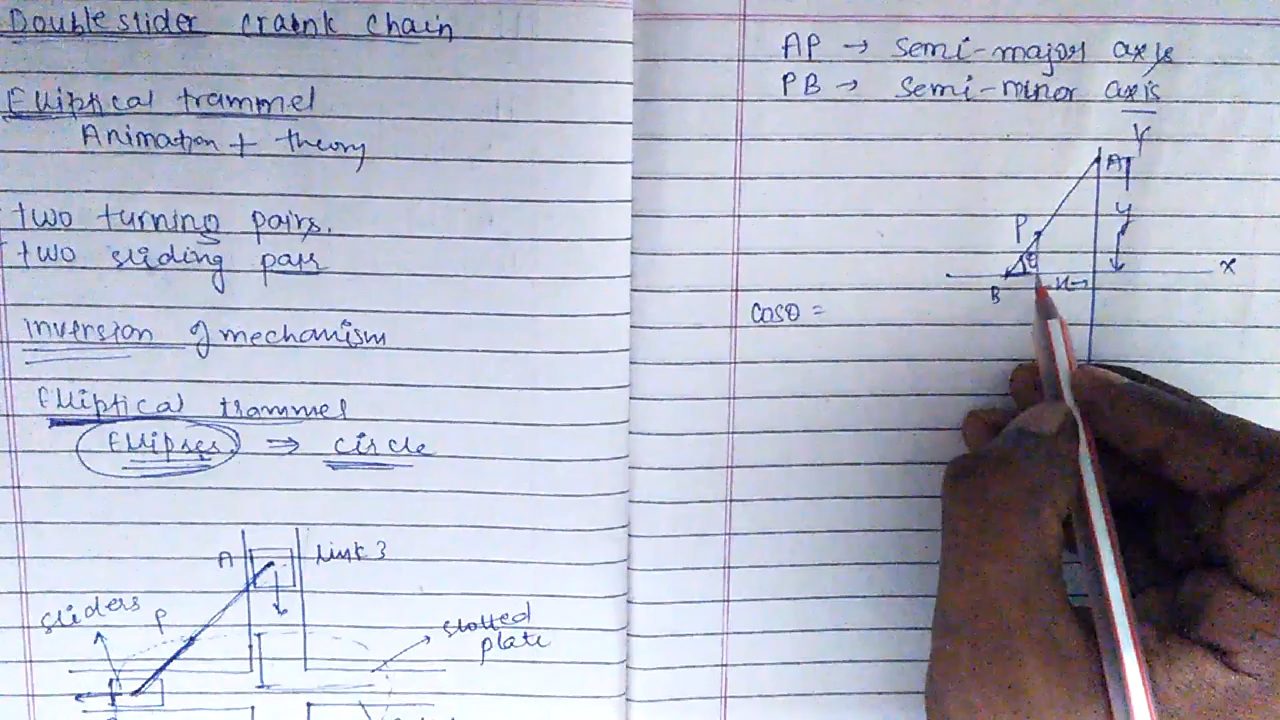 Double slider crank chain
Elliptical trammel
Animation + theory
two turning pairs.
two sliding pair
inversion of mechanism
Elliptical trammel
Ellipses ⇒ circle
A
link 3
sliders
P
slotted
plate
AP → semi-major axis
PB → semi-minor axis
Y
A
y
P
θ
x
B
x
cosθ =